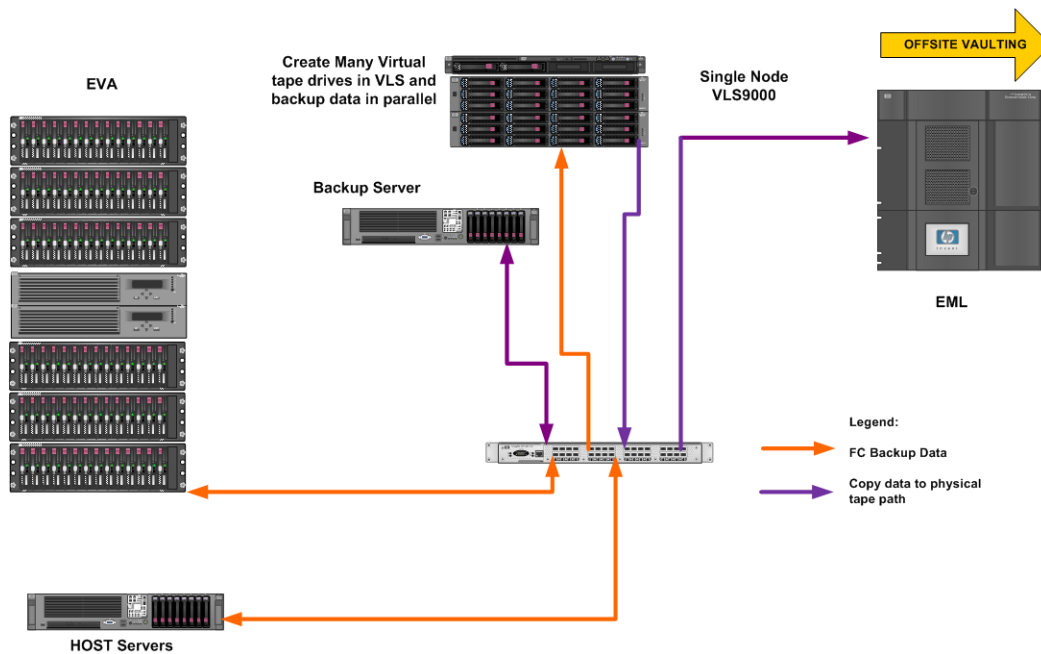 OFFSITE VAULTING
Create Many Virtual
tape drives in VLS and
backup data in parallel
Single Node
VLS9000
EVA
Backup Server
EML
Legend:
FC Backup Data
Copy data to physical
tape path
HOST Servers